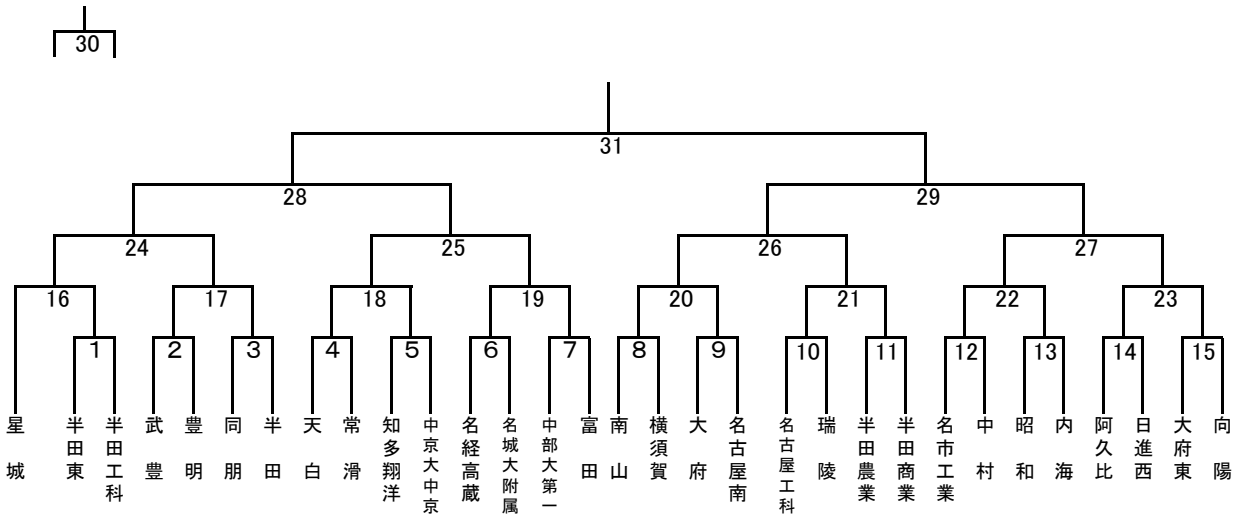 30
31
28
29
24
25
26
27
16
17
18
19
20
21
22
23
1
2
3
4
5
6
7
8
9
10
11
12
13
14
15
星城
半田東
半田工科
武豊
豊明
同朋
半田
天白
常滑
知多翔洋
中京大中京
名経高蔵
名城大附属
中部大第一
富田
南山
横須賀
大府
名古屋南
名古屋工科
瑞陵
半田農業
半田商業
名市工業
中村
昭和
内海
阿久比
日進西
大府東
向陽